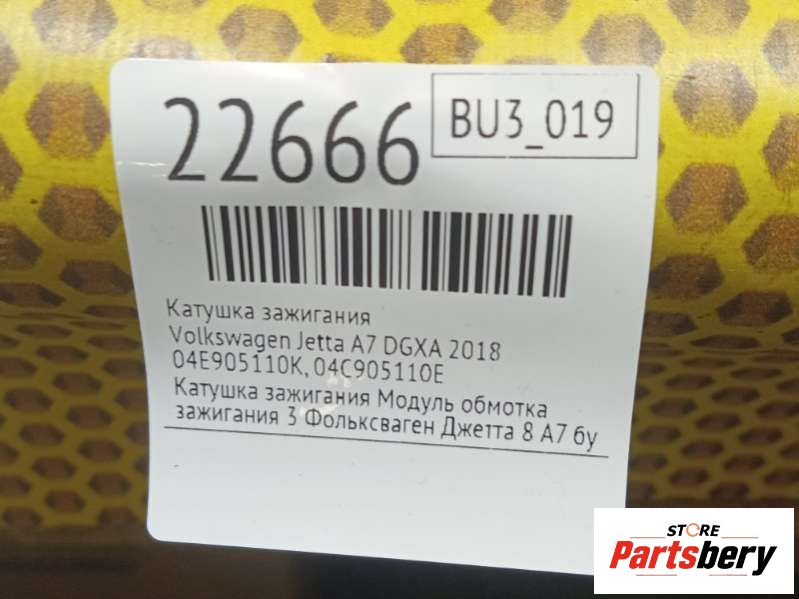 22666
BU3_019
Катушка зажигания
Volkswagen Jetta A7 DGXA 2018
04E905110K, 04C905110E
Катушка зажигания Модуль обмотка
зажигания 3 Фольксваген Джетта 8 А7 бу
STORE
Partsbery